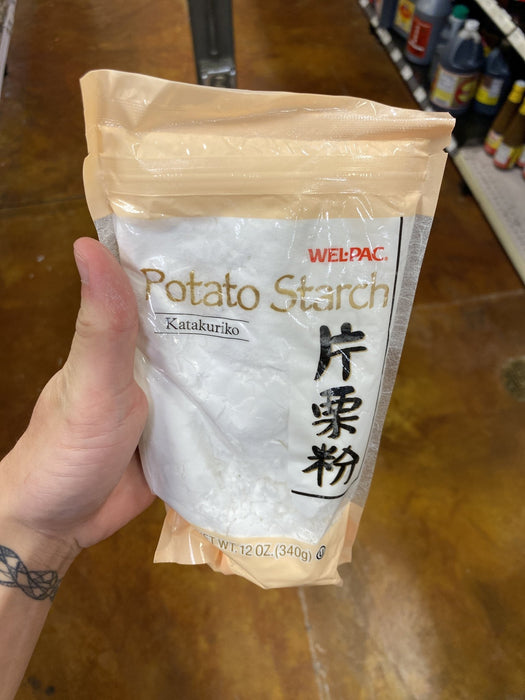 WEL·PAC®
Potato Starch
Katakuriko
片栗粉
NET WT. 12 OZ. (340g)